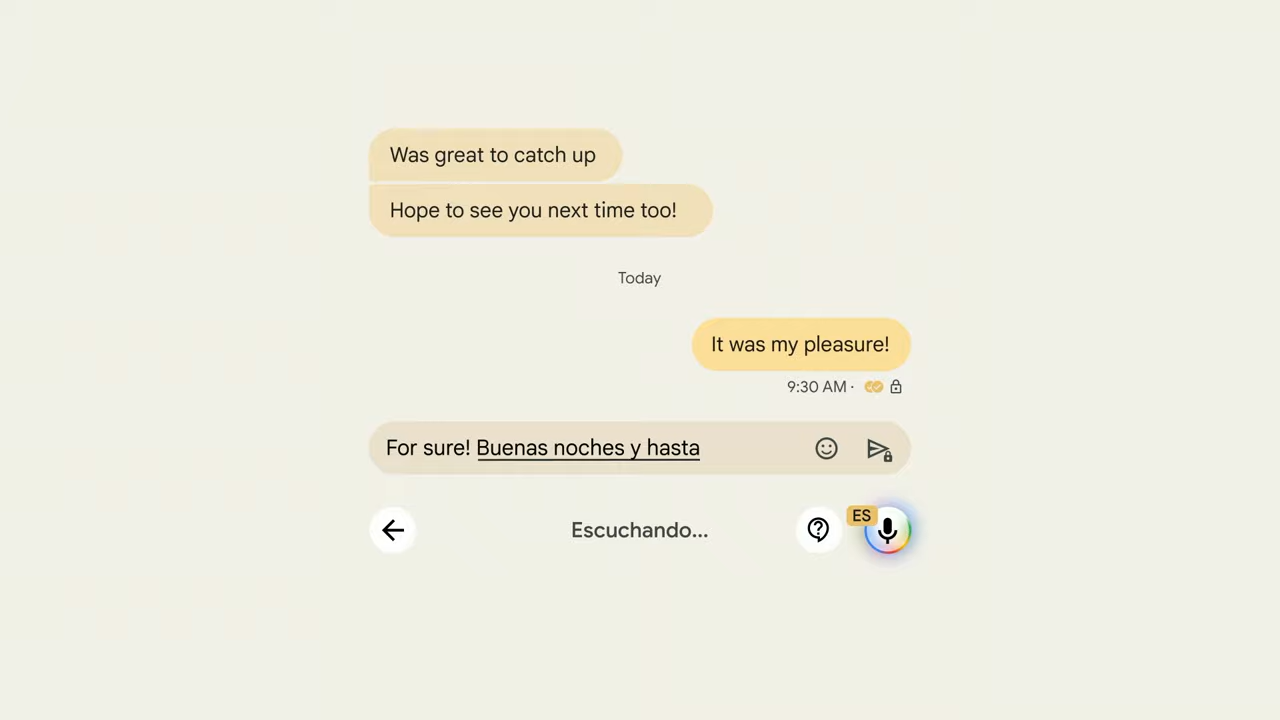 Was great to catch up
Hope to see you next time too!
Today
It was my pleasure!
9:30 AM ·
For sure! Buenas noches y hasta
Escuchando...
ES